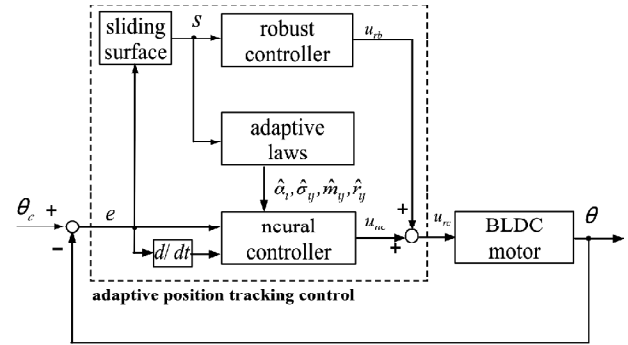 sliding surface
s
robust controller
u_rb
adaptive laws
α̂_i, σ̂_ij, m̂_ij, r̂_ij
θ_c
+
−
e
d/dt
neural controller
u_nc
+
+
u_rc
BLDC motor
θ
adaptive position tracking control